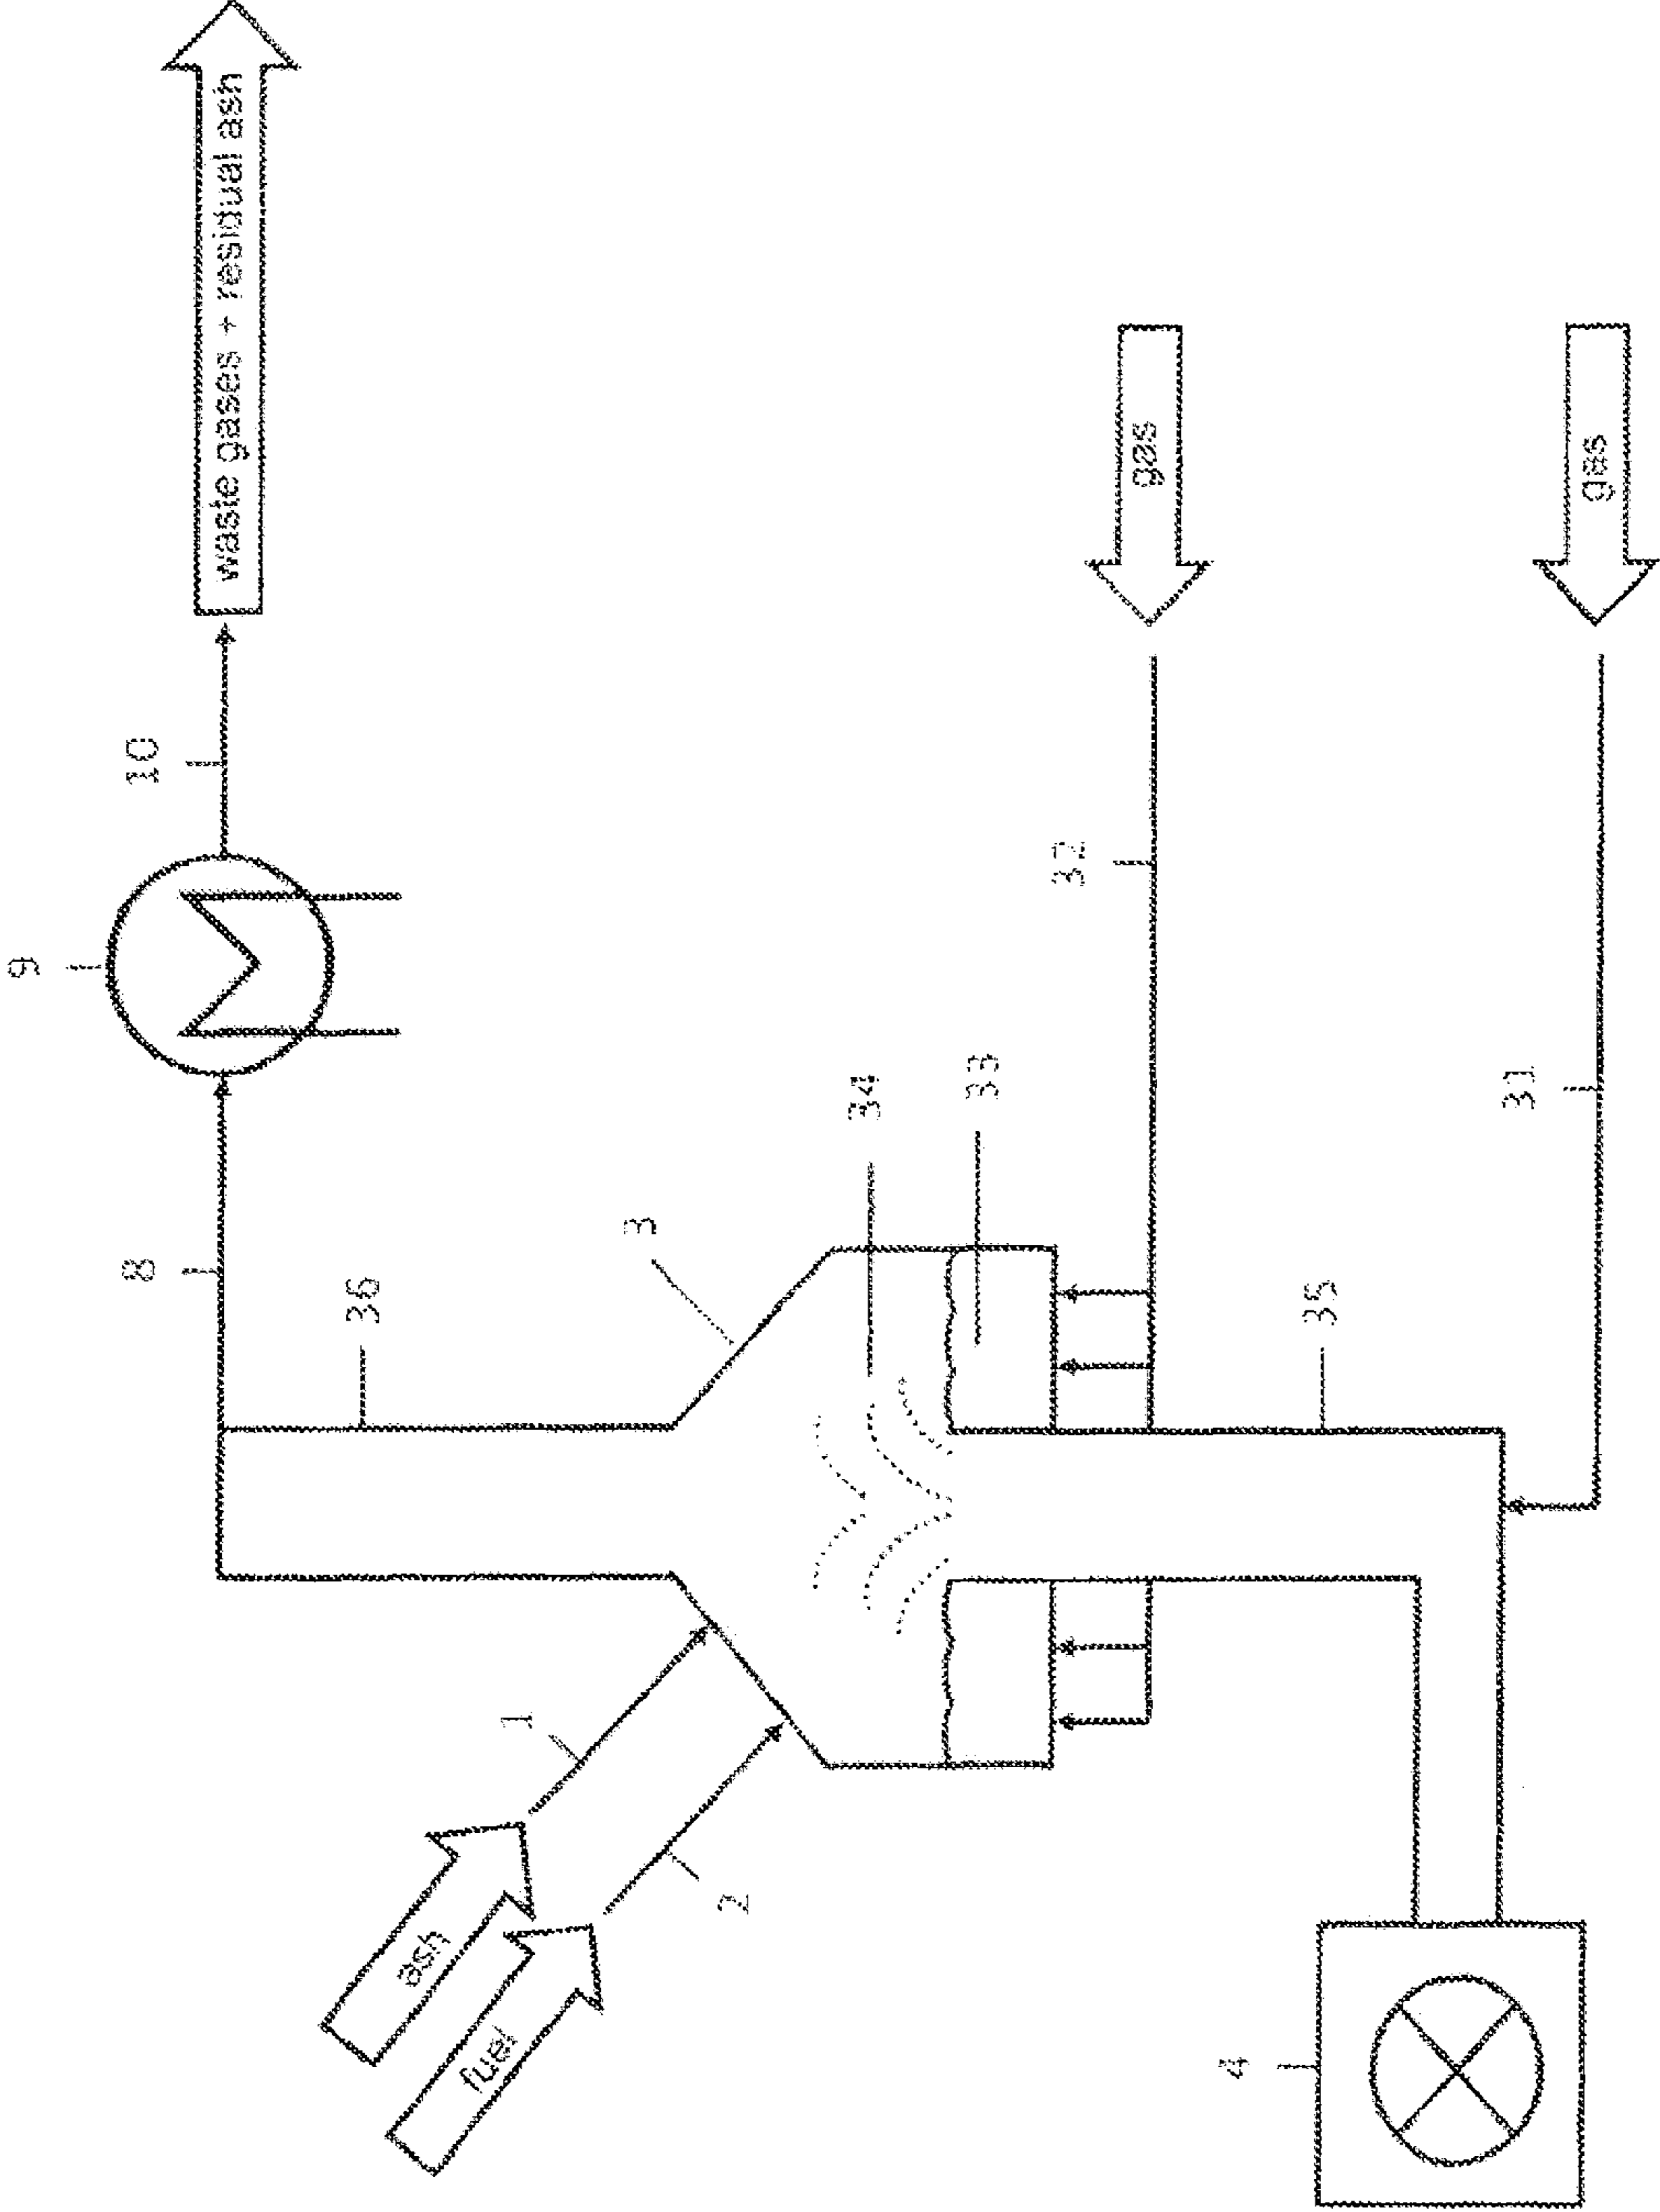 waste gases + residual ash
10
9
8
36
3
34
33
32
gas
gas
31
35
1
2
ash
fuel
4